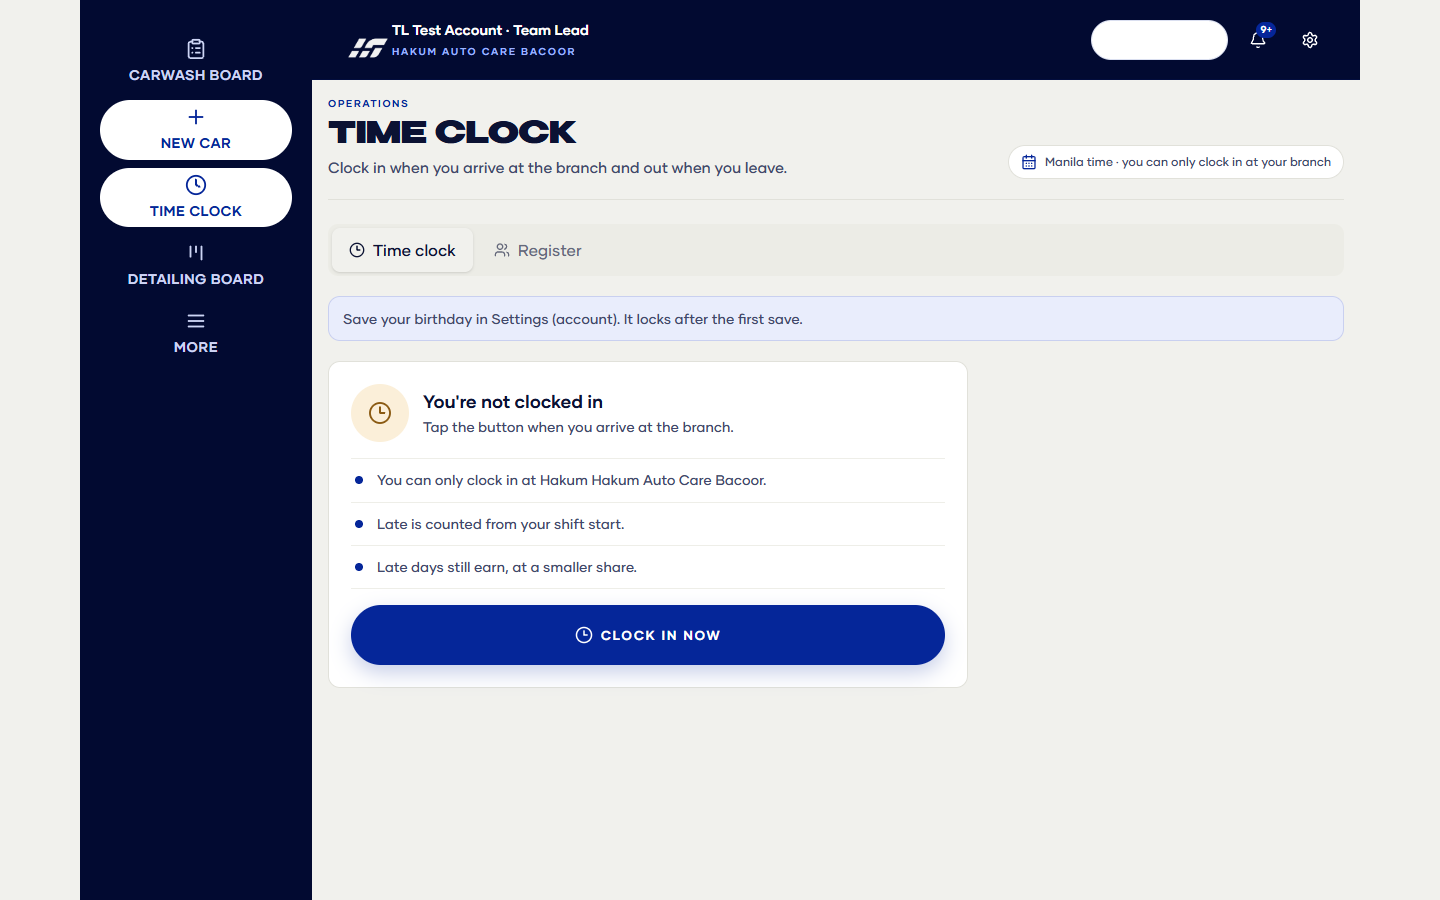 CARWASH BOARD
NEW CAR
TIME CLOCK
DETAILING BOARD
MORE
TL Test Account · Team Lead
HAKUM AUTO CARE BACOOR
9+
OPERATIONS
TIME CLOCK
Clock in when you arrive at the branch and out when you leave.
Manila time · you can only clock in at your branch
Time clock
Register
Save your birthday in Settings (account). It locks after the first save.
You're not clocked in
Tap the button when you arrive at the branch.
You can only clock in at Hakum Hakum Auto Care Bacoor.
Late is counted from your shift start.
Late days still earn, at a smaller share.
CLOCK IN NOW